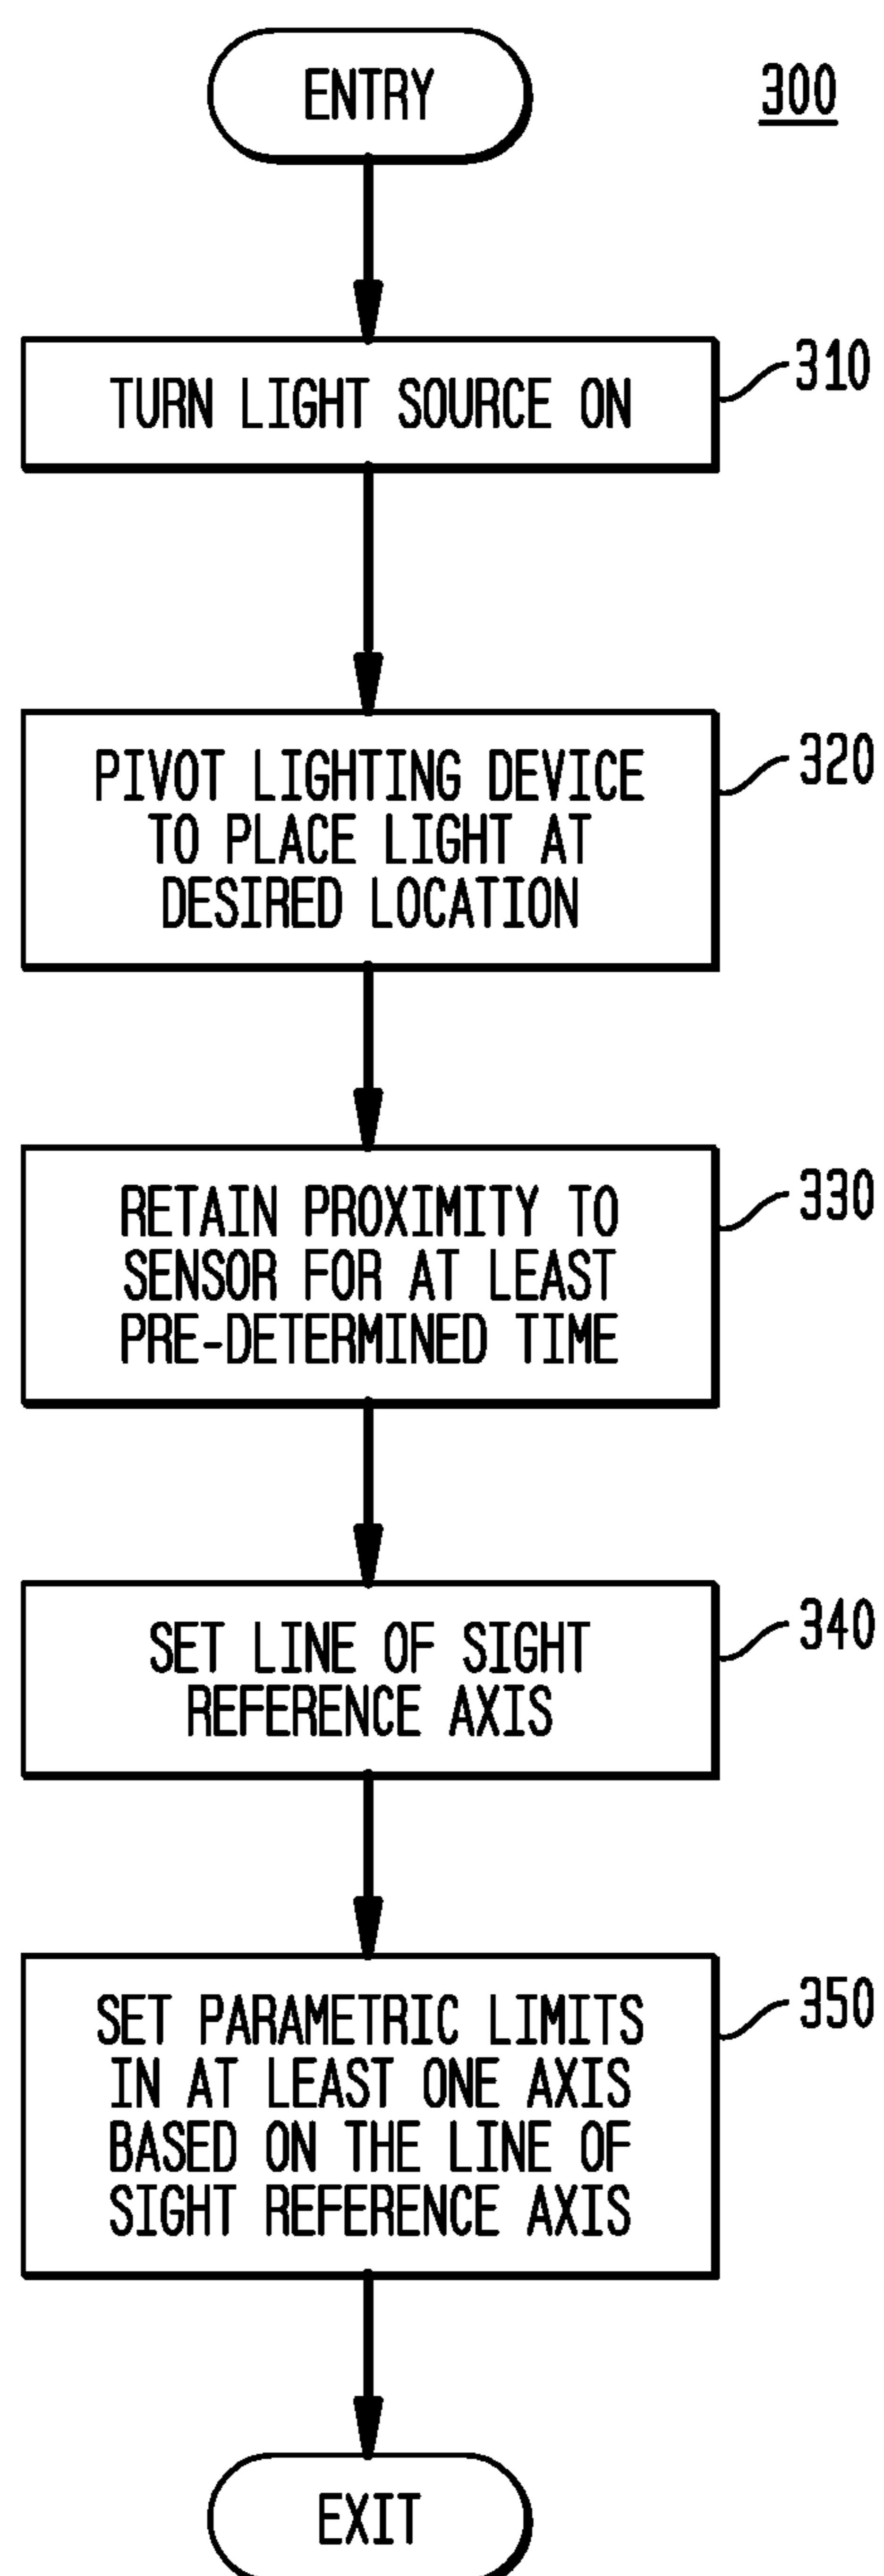 ENTRY
300
TURN LIGHT SOURCE ON
310
PIVOT LIGHTING DEVICE
TO PLACE LIGHT AT
DESIRED LOCATION
320
RETAIN PROXIMITY TO
SENSOR FOR AT LEAST
PRE-DETERMINED TIME
330
SET LINE OF SIGHT
REFERENCE AXIS
340
SET PARAMETRIC LIMITS
IN AT LEAST ONE AXIS
BASED ON THE LINE OF
SIGHT REFERENCE AXIS
350
EXIT